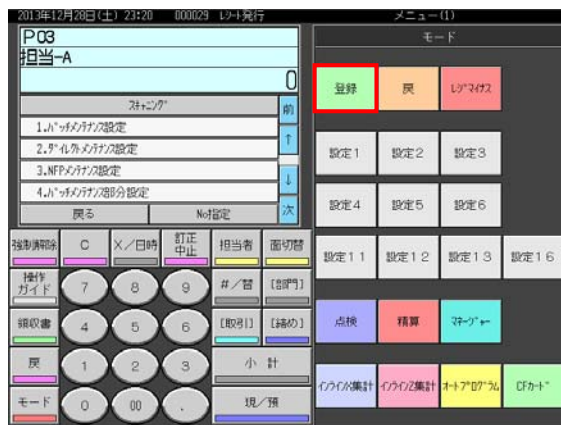 2013年12月28日(土) 23:20 000029 レシート発行 メニュー(1)
P03
担当-A
0
スキャニング
前
1.バッチメンテナンス設定
2.ダイレクトメンテナンス設定
3.NFPメンテナンス設定
4.バッチメンテナンス部分設定
↑
↓
戻る
No指定
次
強制解除 C ×/日時 訂正中止 担当者 面切替
操作ガイド 7 8 9 #/替 [部門]
領収書 4 5 6 [取引] [締め]
戻 1 2 3 小 計
モード 0 00 . 現/預
モード
登録 戻 レジマイナス
設定1 設定2 設定3
設定4 設定5 設定6
設定11 設定12 設定13 設定16
点検 精算 マネージャー
インラインX集計 インラインZ集計 オートプログラム CFカード